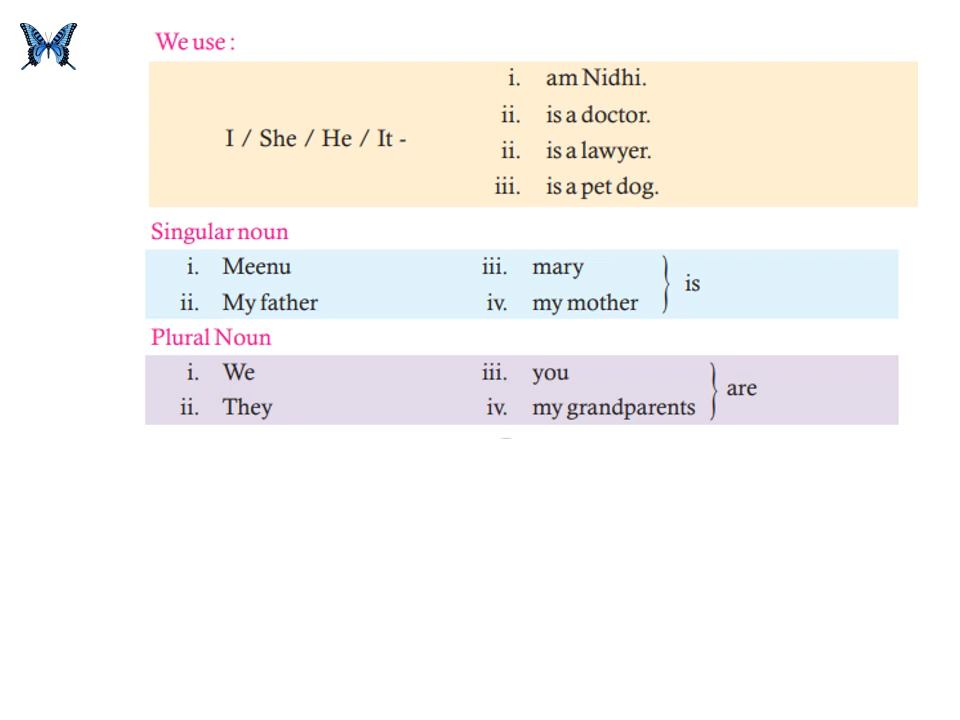 We use :
i. am Nidhi.
ii. is a doctor.
I / She / He / It -
ii. is a lawyer.
iii. is a pet dog.
Singular noun
i. Meenu iii. mary
is
ii. My father iv. my mother
Plural Noun
i. We iii. you
are
ii. They iv. my grandparents